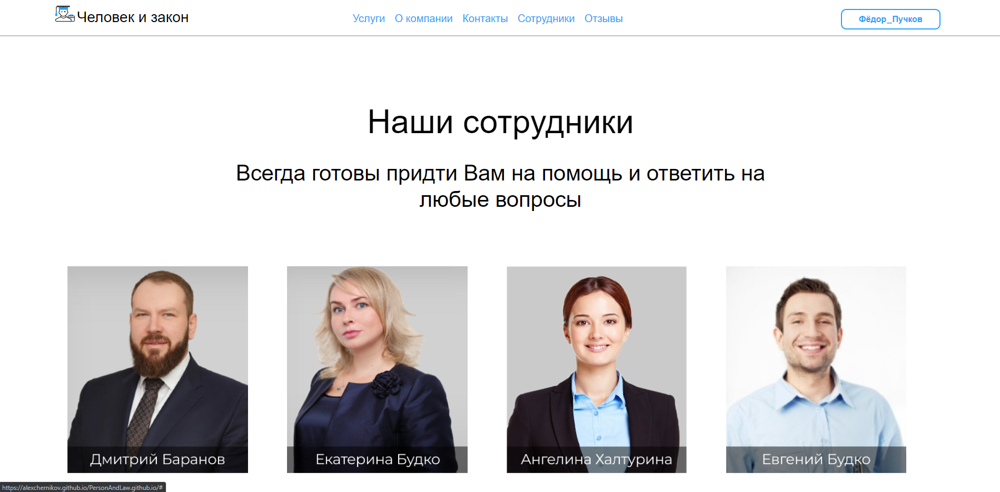 Человек и закон
Услуги О компании Контакты Сотрудники Отзывы
Фёдор_Пучков
Наши сотрудники
Всегда готовы придти Вам на помощь и ответить на
любые вопросы
Дмитрий Баранов
Екатерина Будко
Ангелина Халтурина
Евгений Будко
https://alexchernikov.github.io/PersonAndLaw.github.io/#